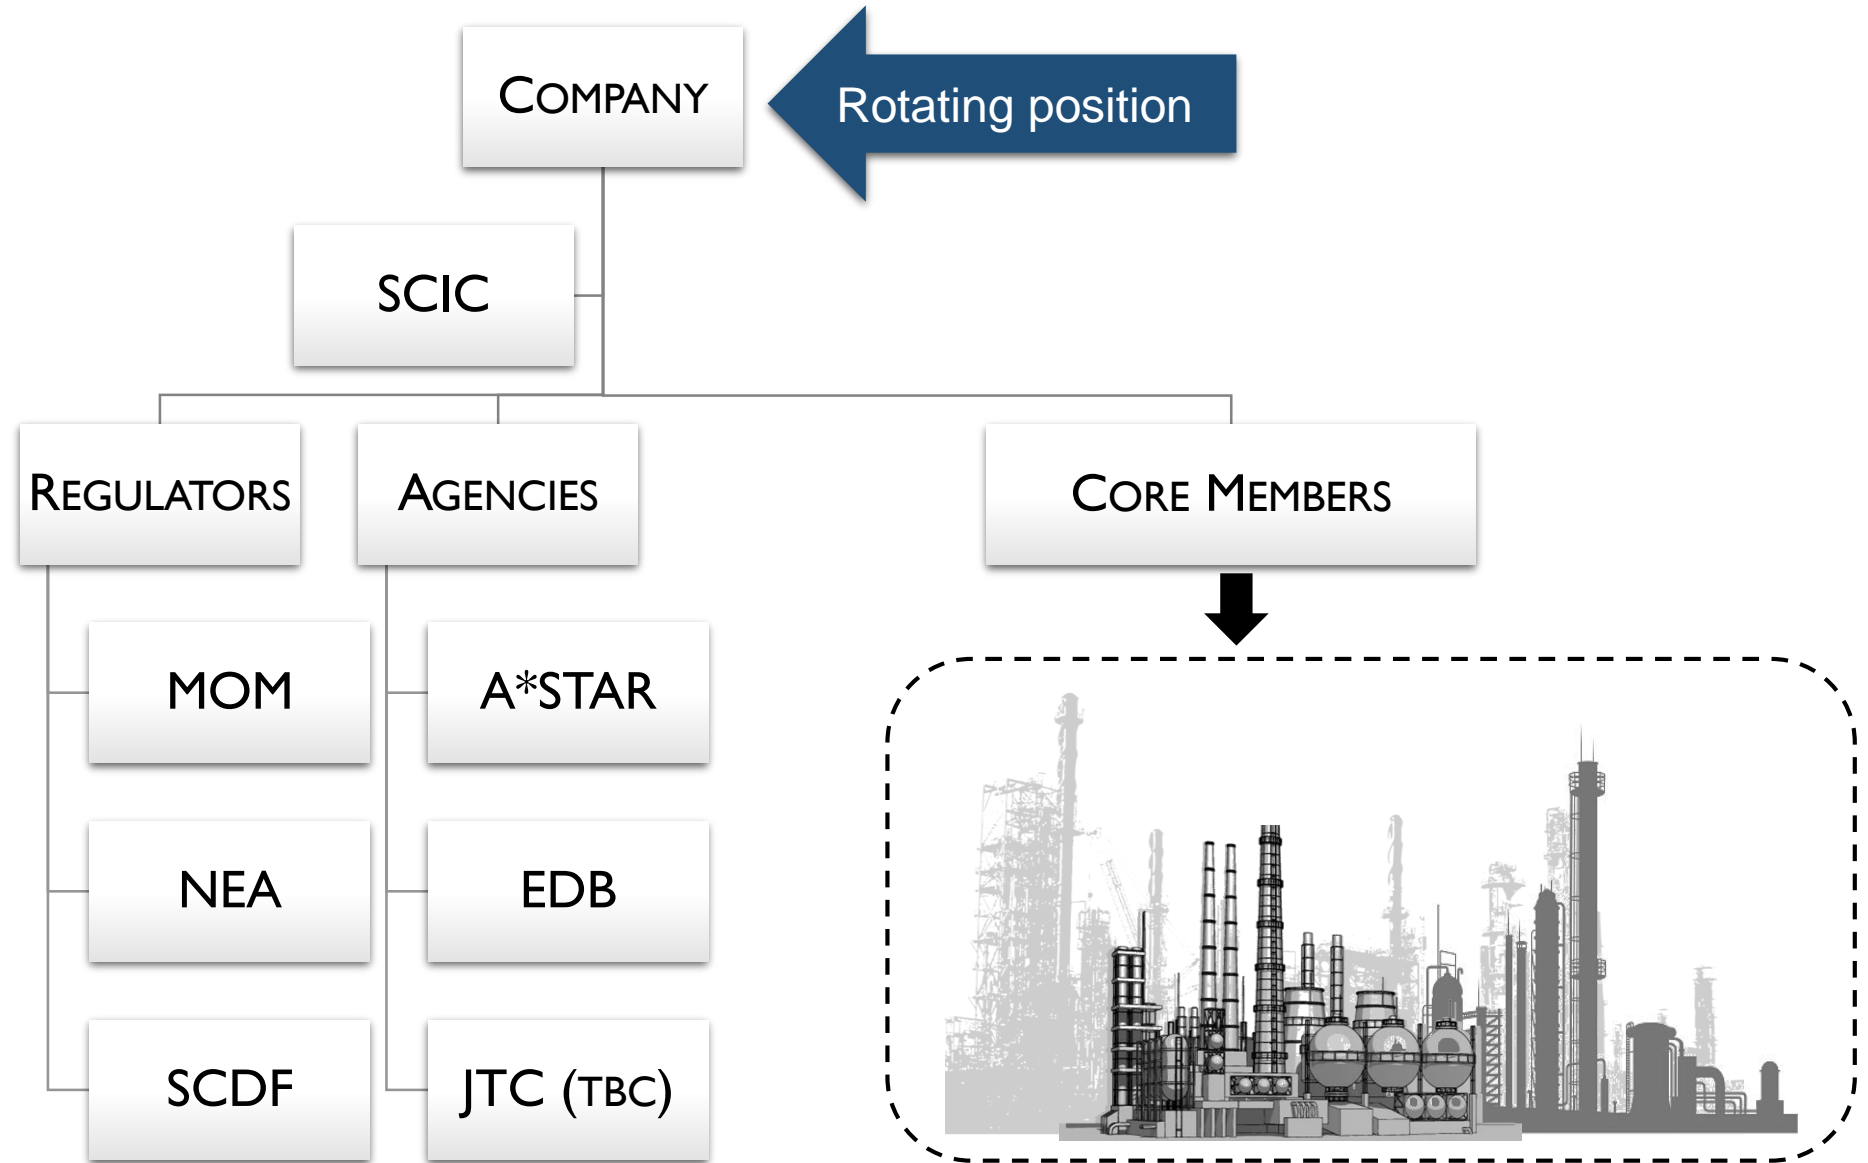 COMPANY
Rotating position
SCIC
REGULATORS
AGENCIES
CORE MEMBERS
MOM
A*STAR
NEA
EDB
SCDF
JTC (TBC)